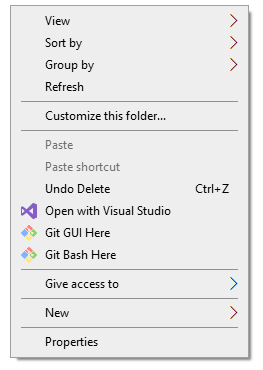 View
Sort by
Group by
Refresh
Customize this folder...
Paste
Paste shortcut
Undo Delete Ctrl+Z
Open with Visual Studio
Git GUI Here
Git Bash Here
Give access to
New
Properties